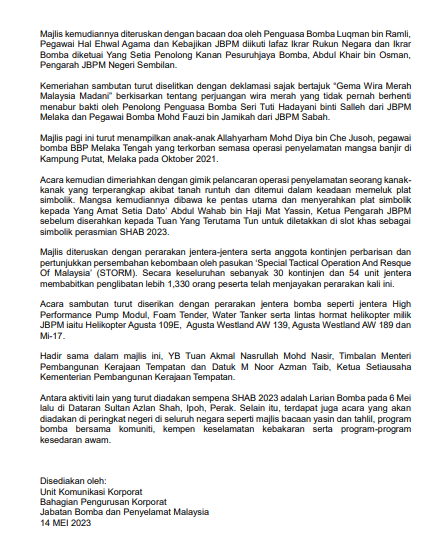 Majlis kemudiannya diteruskan dengan bacaan doa oleh Penguasa Bomba Luqman bin Ramli,
Pegawai Hal Ehwal Agama dan Kebajikan JBPM diikuti lafaz Ikrar Rukun Negara dan Ikrar
Bomba diketuai Yang Setia Penolong Kanan Pesuruhjaya Bomba, Abdul Khair bin Osman,
Pengarah JBPM Negeri Sembilan.
Kemeriahan sambutan turut diselitkan dengan deklamasi sajak bertajuk “Gema Wira Merah
Malaysia Madani” berkisarkan tentang perjuangan wira merah yang tidak pernah berhenti
menabur bakti oleh Penolong Penguasa Bomba Seri Tuti Hadayani binti Salleh dari JBPM
Melaka dan Pegawai Bomba Mohd Fauzi bin Jamikah dari JBPM Sabah.
Majlis pagi ini turut menampilkan anak-anak Allahyarham Mohd Diya bin Che Jusoh, pegawai
bomba BBP Melaka Tengah yang terkorban semasa operasi penyelamatan mangsa banjir di
Kampung Putat, Melaka pada Oktober 2021.
Acara kemudian dimeriahkan dengan gimik pelancaran operasi penyelamatan seorang kanak-
kanak yang terperangkap akibat tanah runtuh dan ditemui dalam keadaan memeluk plat
simbolik. Mangsa kemudiannya dibawa ke pentas utama dan menyerahkan plat simbolik
kepada Yang Amat Setia Dato’ Abdul Wahab bin Haji Mat Yassin, Ketua Pengarah JBPM
sebelum diserahkan kepada Tuan Yang Terutama Tun untuk diletakkan di slot khas sebagai
simbolik perasmian SHAB 2023.
Majlis diteruskan dengan perarakan jentera-jentera serta anggota kontinjen perbarisan dan
pertunjukkan persembahan kebombaan oleh pasukan ‘Special Tactical Operation And Resque
Of Malaysia’ (STORM). Secara keseluruhan sebanyak 30 kontinjen dan 54 unit jentera
membabitkan penglibatan lebih 1,330 orang peserta telah menjayakan perarakan kali ini.
Acara sambutan turut diserikan dengan perarakan jentera bomba seperti jentera High
Performance Pump Modul, Foam Tender, Water Tanker serta lintas hormat helikopter milik
JBPM iaitu Helikopter Agusta 109E, Agusta Westland AW 139, Agusta Westland AW 189 dan
Mi-17.
Hadir sama dalam majlis ini, YB Tuan Akmal Nasrullah Mohd Nasir, Timbalan Menteri
Pembangunan Kerajaan Tempatan dan Datuk M Noor Azman Taib, Ketua Setiausaha
Kementerian Pembangunan Kerajaan Tempatan.
Antara aktiviti lain yang turut diadakan sempena SHAB 2023 adalah Larian Bomba pada 6 Mei
lalu di Dataran Sultan Azlan Shah, Ipoh, Perak. Selain itu, terdapat juga acara yang akan
diadakan di peringkat negeri di seluruh negara seperti majlis bacaan yasin dan tahlil, program
bomba bersama komuniti, kempen keselamatan kebakaran serta program-program
kesedaran awam.
Disediakan oleh:
Unit Komunikasi Korporat
Bahagian Pengurusan Korporat
Jabatan Bomba dan Penyelamat Malaysia
14 MEI 2023